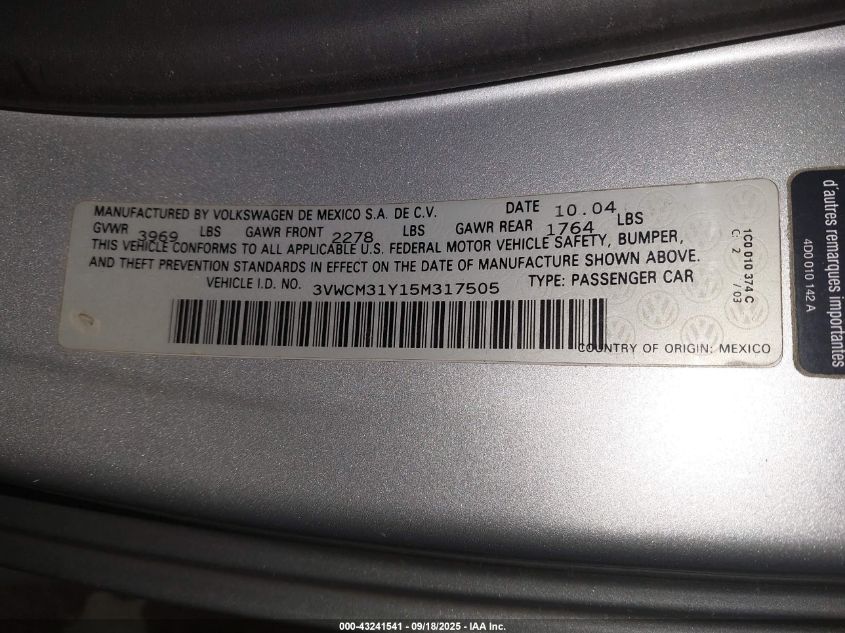 MANUFACTURED BY VOLKSWAGEN DE MEXICO S.A. DE C.V. DATE 10.04
GVWR 3969 LBS GAWR FRONT 2278 LBS GAWR REAR 1764 LBS
THIS VEHICLE CONFORMS TO ALL APPLICABLE U.S. FEDERAL MOTOR VEHICLE SAFETY, BUMPER,
AND THEFT PREVENTION STANDARDS IN EFFECT ON THE DATE OF MANUFACTURE SHOWN ABOVE.
VEHICLE I.D. NO. 3VWCM31Y15M317505 TYPE: PASSENGER CAR
COUNTRY OF ORIGIN: MEXICO
1C0 010 374 C
C: 2 / 03
d'autres remarques importantes
4D0 010 142 A
000-43241541 - 09/18/2025 - IAA Inc.